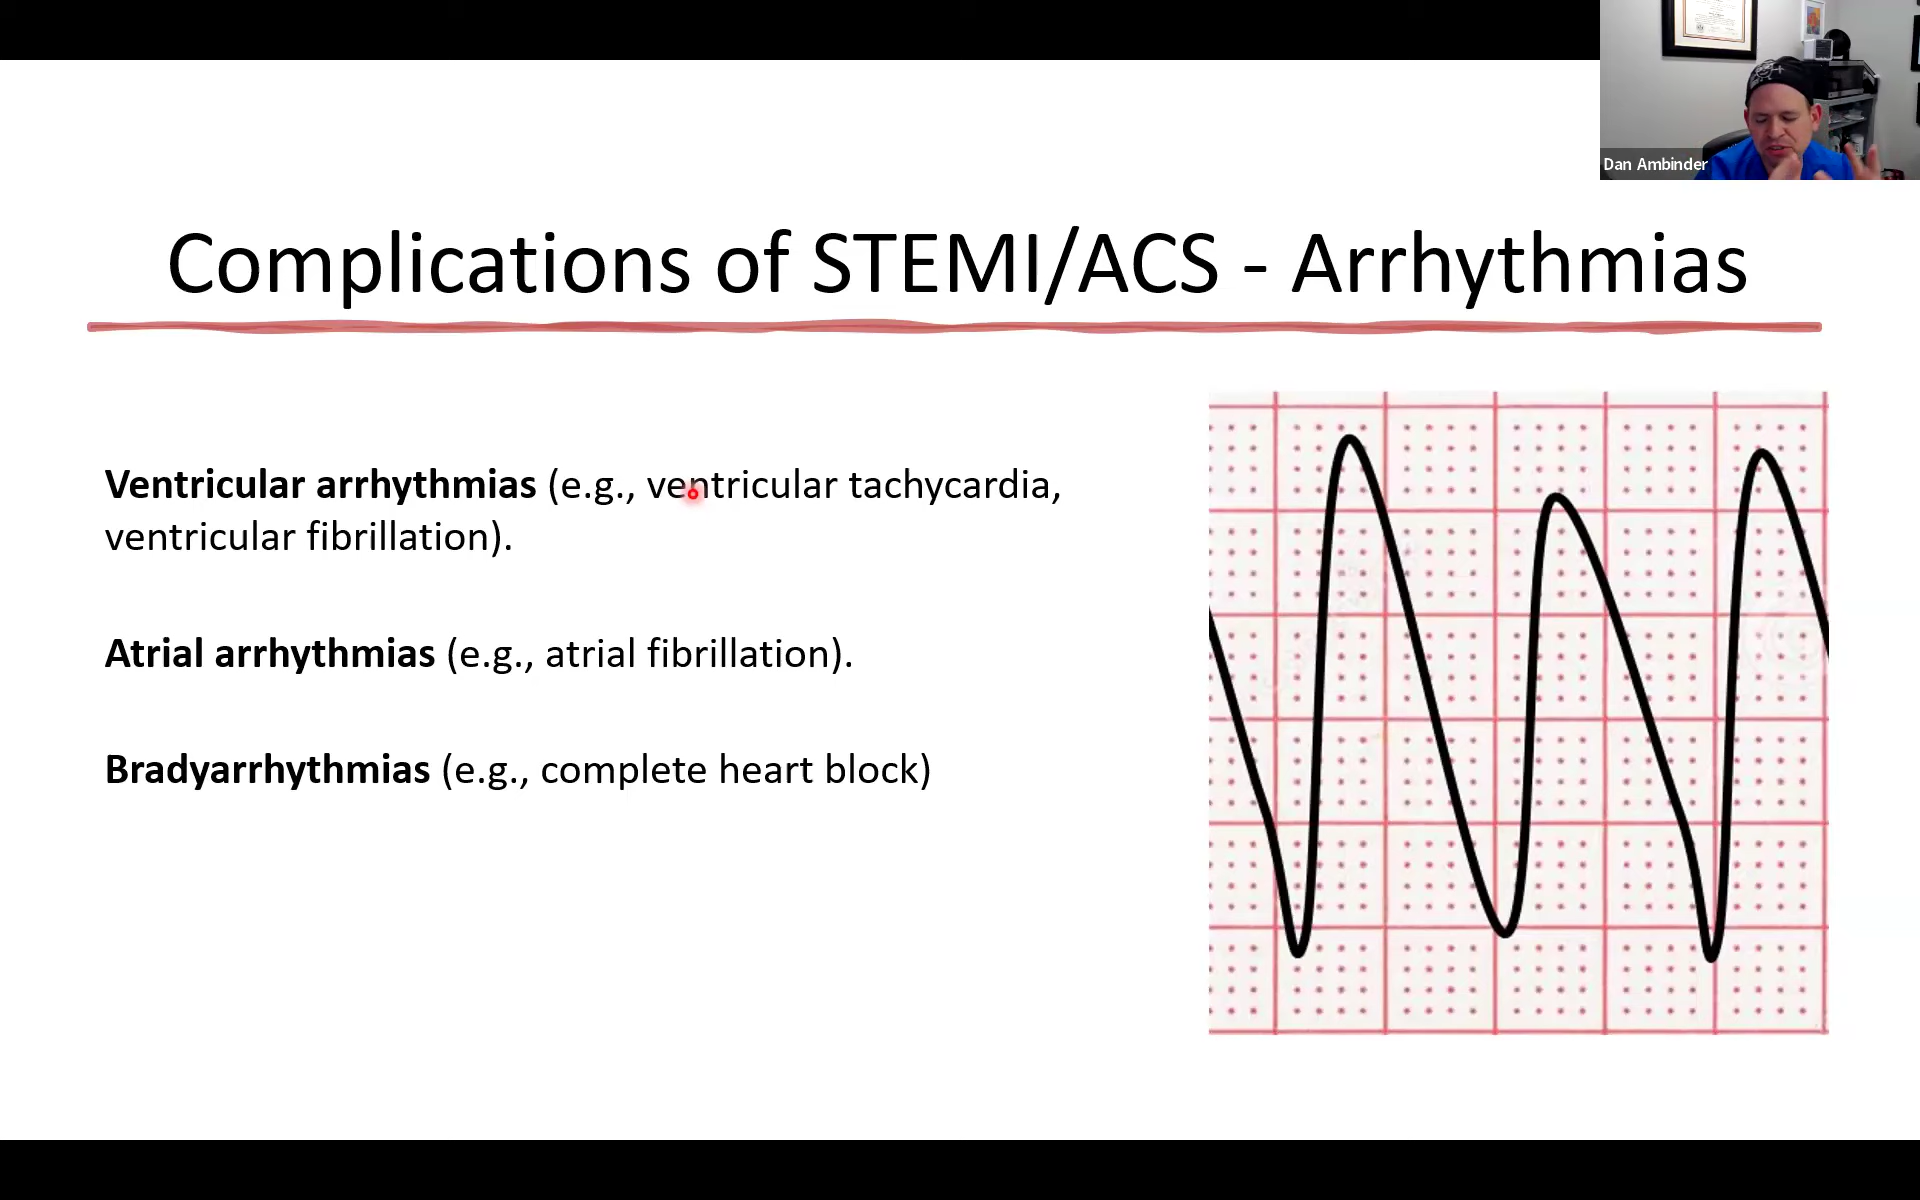 Dan Ambinder
Complications of STEMI/ACS - Arrhythmias
Ventricular arrhythmias (e.g., ventricular tachycardia,
ventricular fibrillation).
Atrial arrhythmias (e.g., atrial fibrillation).
Bradyarrhythmias (e.g., complete heart block)